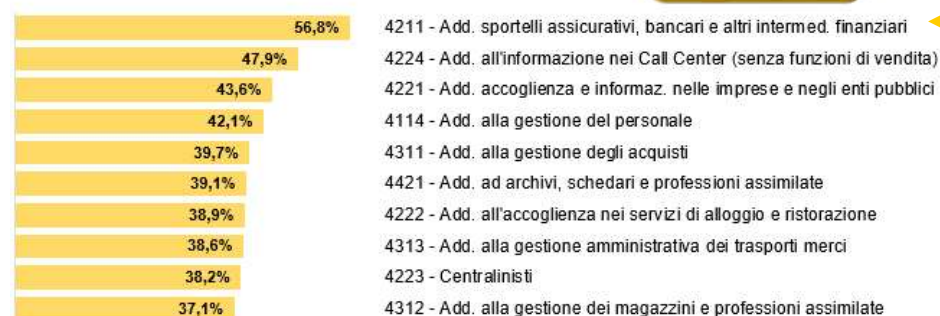 56,8% 4211 - Add. sportelli assicurativi, bancari e altri intermed. finanziari
47,9% 4224 - Add. all'informazione nei Call Center (senza funzioni di vendita)
43,6% 4221 - Add. accoglienza e informaz. nelle imprese e negli enti pubblici
42,1% 4114 - Add. alla gestione del personale
39,7% 4311 - Add. alla gestione degli acquisti
39,1% 4421 - Add. ad archivi, schedari e professioni assimilate
38,9% 4222 - Add. all'accoglienza nei servizi di alloggio e ristorazione
38,6% 4313 - Add. alla gestione amministrativa dei trasporti merci
38,2% 4223 - Centralinisti
37,1% 4312 - Add. alla gestione dei magazzini e professioni assimilate